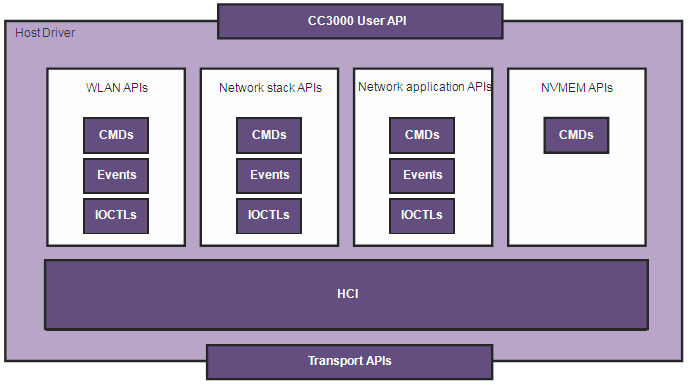 CC3000 User API
Host Driver
WLAN APIs
CMDs
Events
IOCTLs
Network stack APIs
CMDs
Events
IOCTLs
Network application APIs
CMDs
Events
IOCTLs
NVMEM APIs
CMDs
HCI
Transport APIs